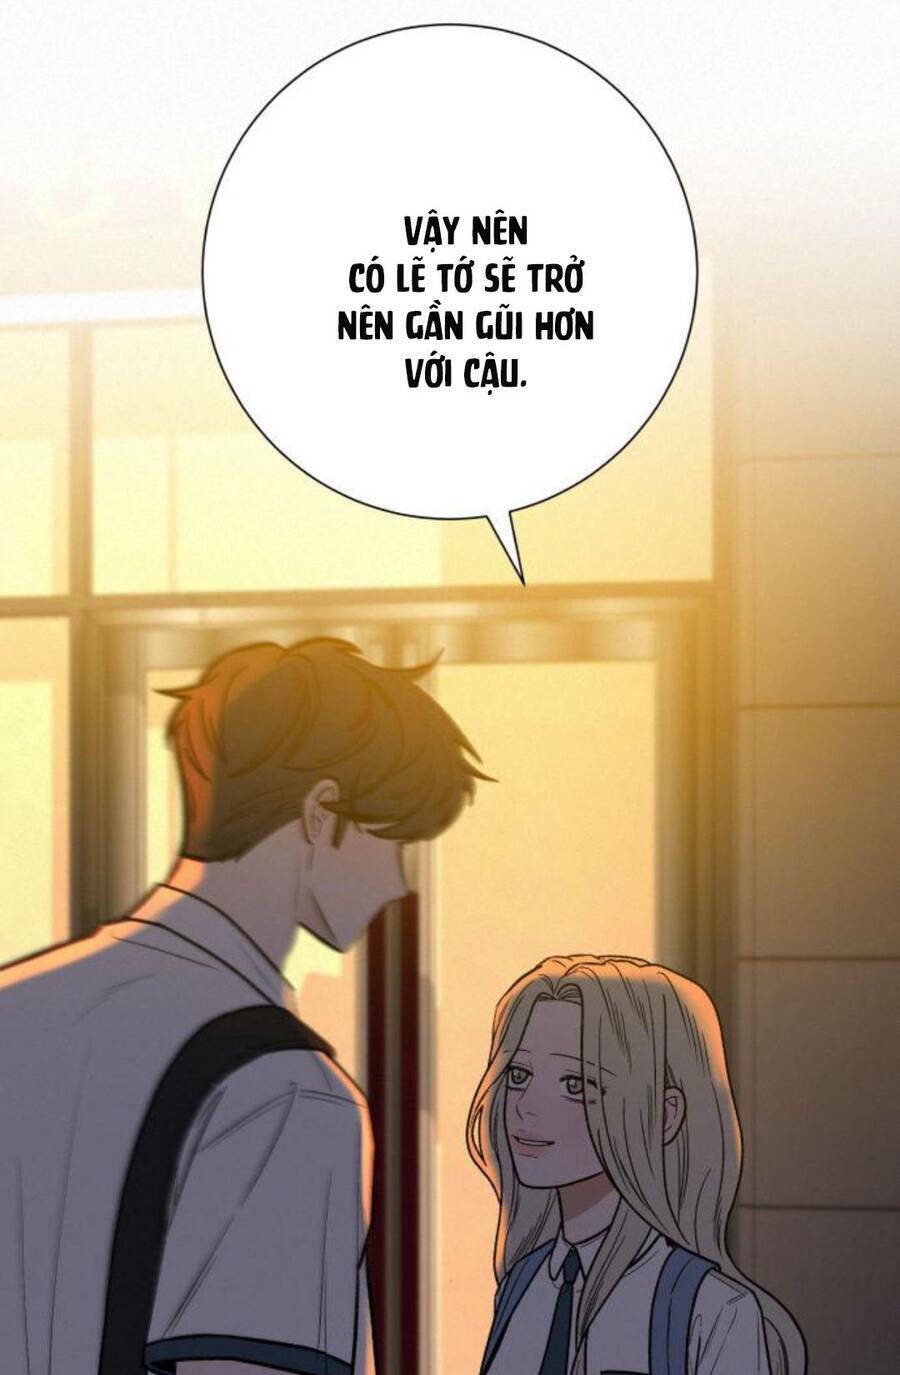 VẬY NÊN
CÓ LẼ TỚ SẼ TRỞ
NÊN GẦN GŨI HƠN
VỚI CẬU.